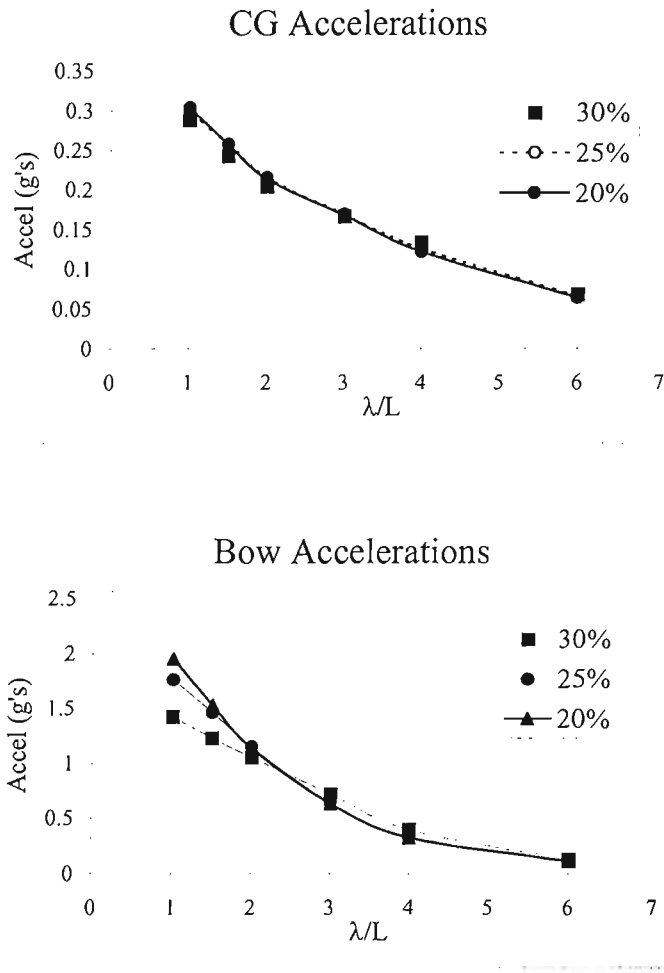 CG Accelerations
0.35
0.3
0.25
0.2
0.15
0.1
0.05
0
Accel (g's)
30%
25%
20%
0 1 2 3 4 5 6 7
λ/L
Bow Accelerations
2.5
2
1.5
1
0.5
0
Accel (g's)
30%
25%
20%
0 1 2 3 4 5 6 7
λ/L